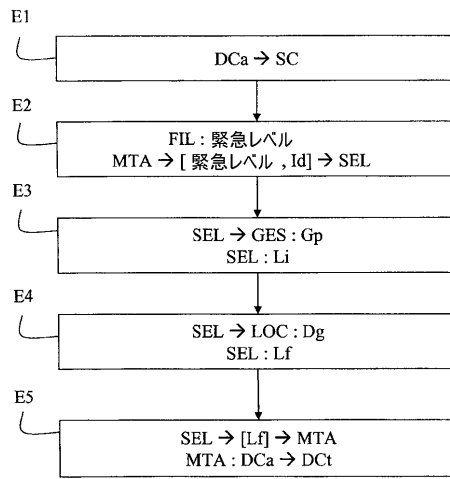 E1
DCa → SC
E2
FIL : 緊急レベル
MTA → [ 緊急レベル , Id] → SEL
E3
SEL → GES : Gp
SEL : Li
E4
SEL → LOC : Dg
SEL : Lf
E5
SEL → [Lf] → MTA
MTA : DCa → DCt